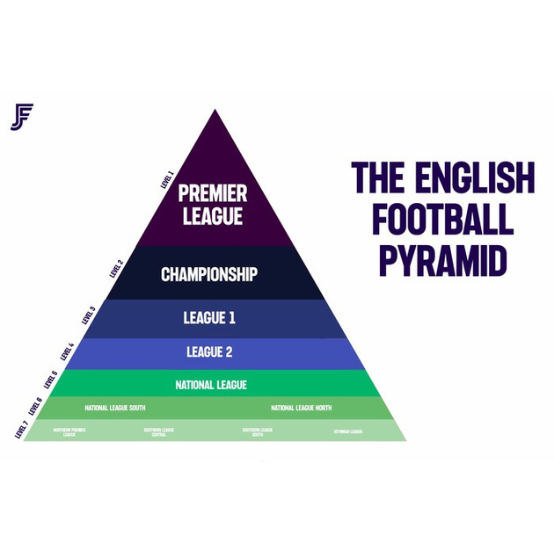 THE ENGLISH
FOOTBALL
PYRAMID
LEVEL 1
PREMIER
LEAGUE
LEVEL 2
CHAMPIONSHIP
LEVEL 3
LEAGUE 1
LEVEL 4
LEAGUE 2
LEVEL 5
NATIONAL LEAGUE
LEVEL 6
NATIONAL LEAGUE SOUTH
NATIONAL LEAGUE NORTH
LEVEL 7
NORTHERN PREMIER
LEAGUE
SOUTHERN LEAGUE
CENTRAL
SOUTHERN LEAGUE
SOUTH
ISTHMIAN LEAGUE